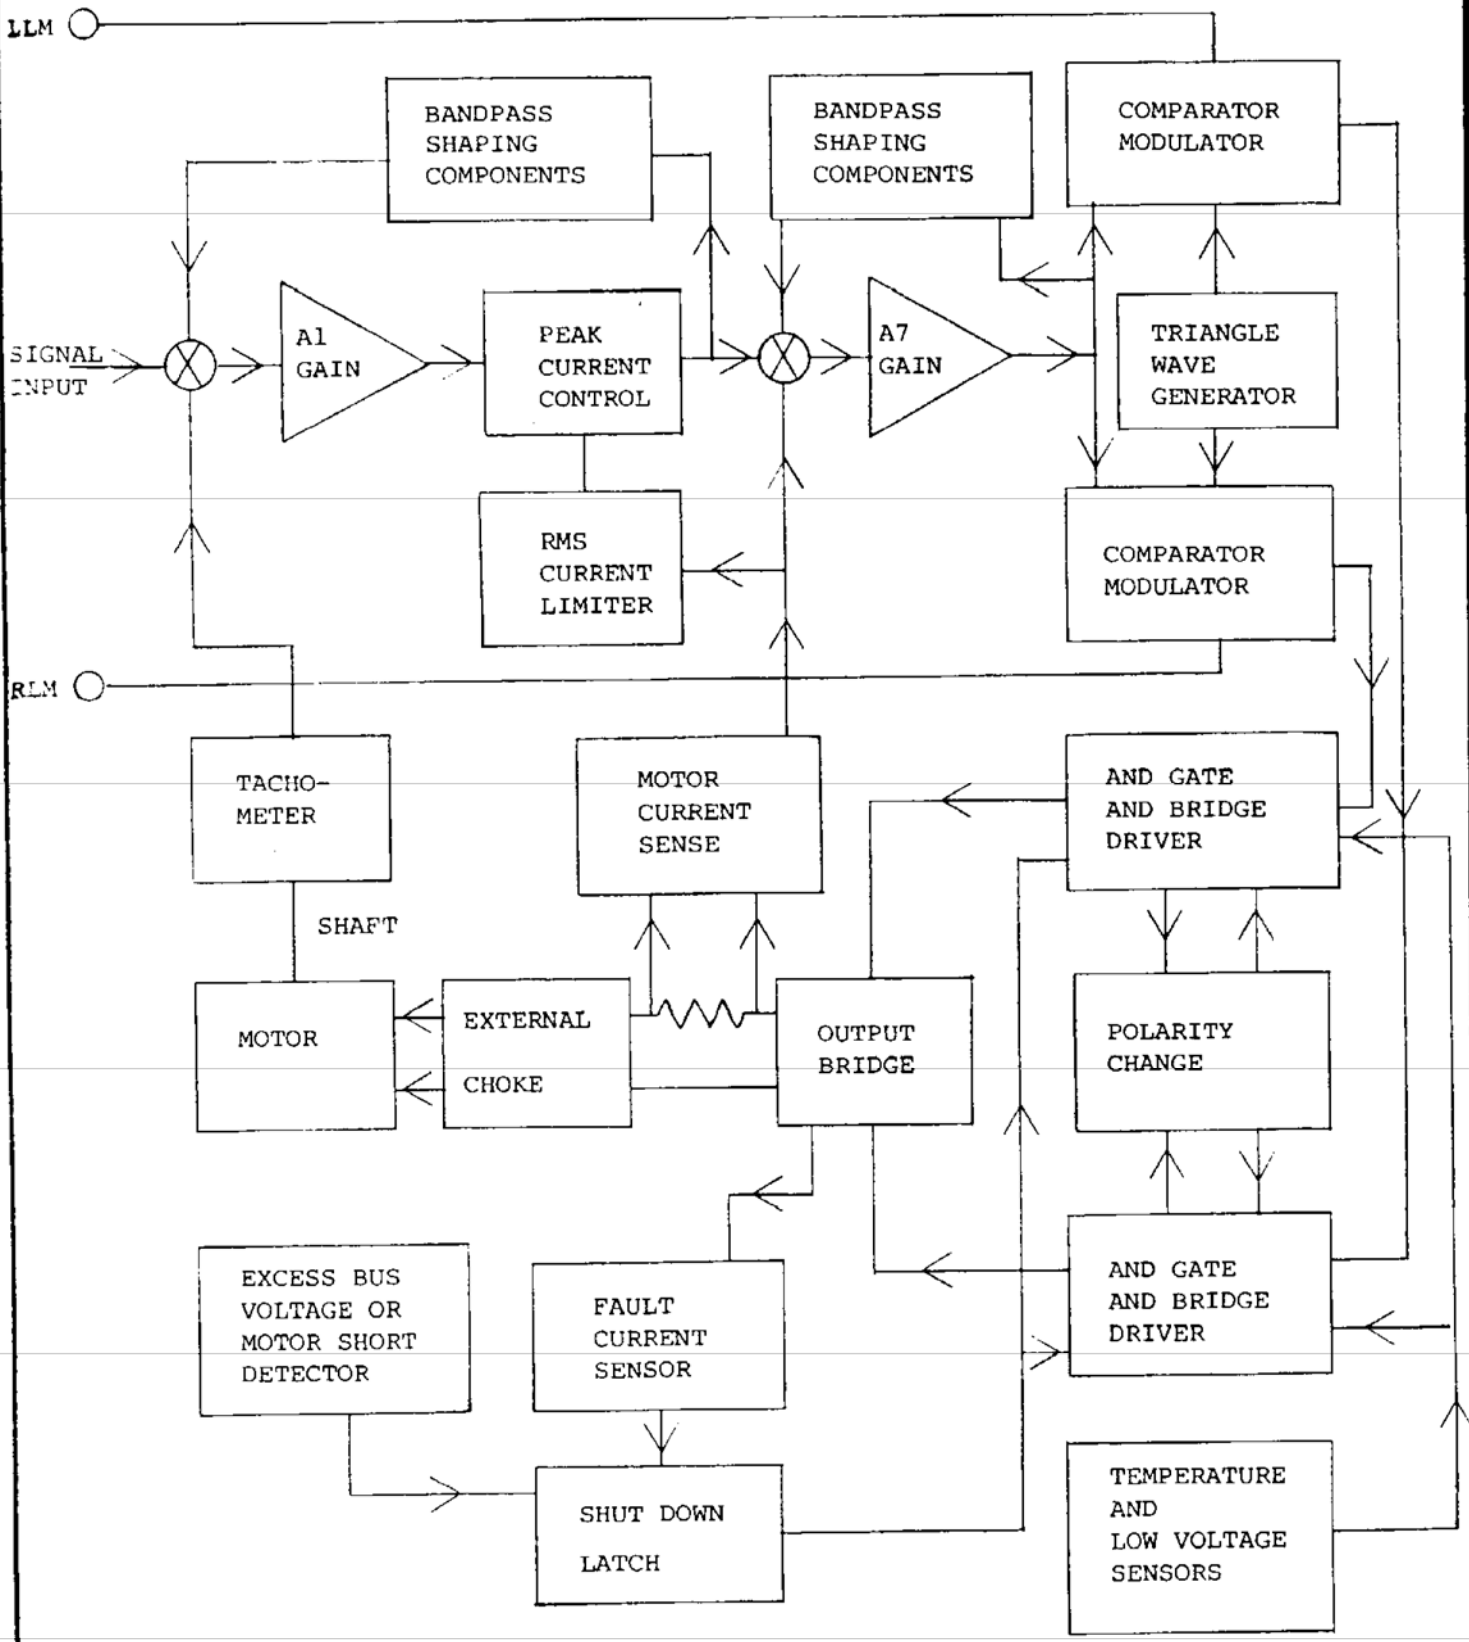 LLM
BANDPASS
SHAPING
COMPONENTS
BANDPASS
SHAPING
COMPONENTS
COMPARATOR
MODULATOR
SIGNAL
INPUT
A1
GAIN
PEAK
CURRENT
CONTROL
A7
GAIN
TRIANGLE
WAVE
GENERATOR
RMS
CURRENT
LIMITER
COMPARATOR
MODULATOR
RLM
TACHO-
METER
MOTOR
CURRENT
SENSE
AND GATE
AND BRIDGE
DRIVER
SHAFT
MOTOR
EXTERNAL
CHOKE
OUTPUT
BRIDGE
POLARITY
CHANGE
EXCESS BUS
VOLTAGE OR
MOTOR SHORT
DETECTOR
FAULT
CURRENT
SENSOR
AND GATE
AND BRIDGE
DRIVER
SHUT DOWN
LATCH
TEMPERATURE
AND
LOW VOLTAGE
SENSORS